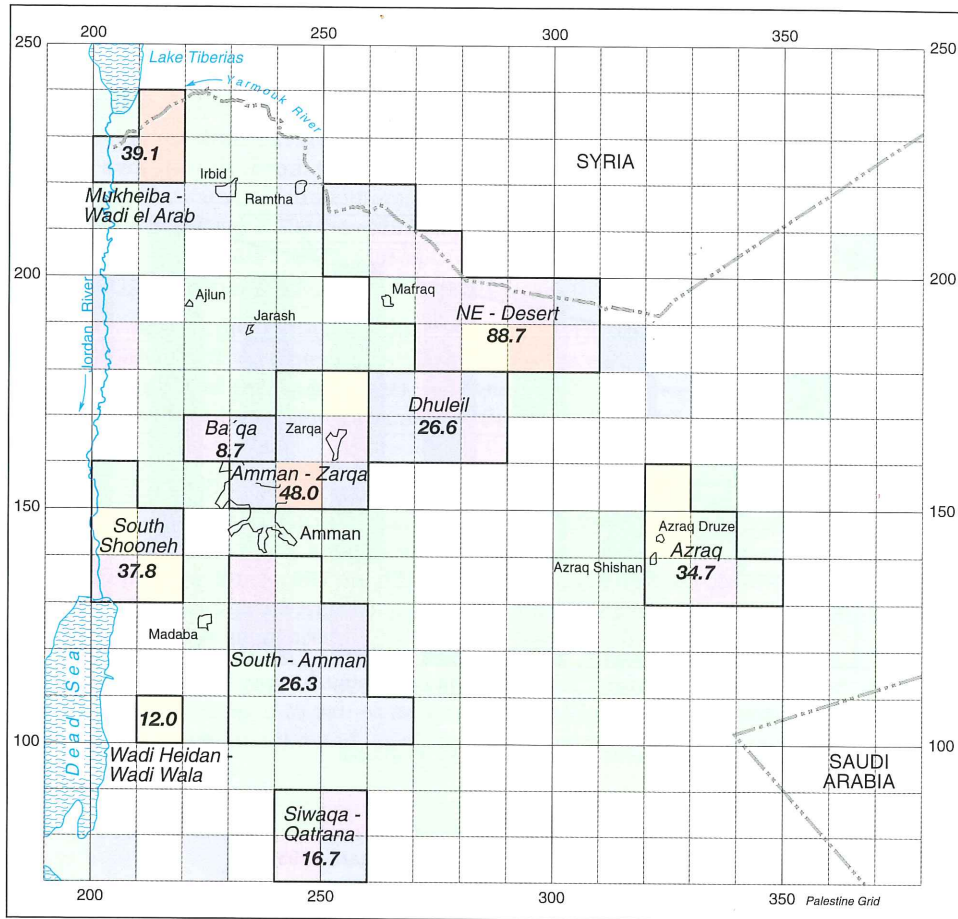 200 250 300 350
250 250
Lake Tiberias
Yarmouk River
SYRIA
39.1
Irbid
Ramtha
Mukheiba -
Wadi el Arab
200 200
Jordan River
Ajlun
Mafraq
Jarash
NE - Desert
88.7
Dhuleil
26.6
Ba´qa
8.7
Zarqa
Amman - Zarqa
48.0
150 150
South
Shooneh
37.8
Amman
Azraq Druze
Azraq
Azraq Shishan
34.7
Madaba
Dead Sea
South - Amman
26.3
12.0
100 100
Wadi Heidan -
Wadi Wala
SAUDI
ARABIA
Siwaqa -
Qatrana
16.7
200 250 300 350
Palestine Grid